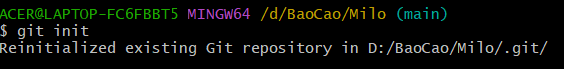 ACER@LAPTOP-FC6FBBT5 MINGW64 /d/BaoCao/Milo (main)
$ git init
Reinitialized existing Git repository in D:/BaoCao/Milo/.git/